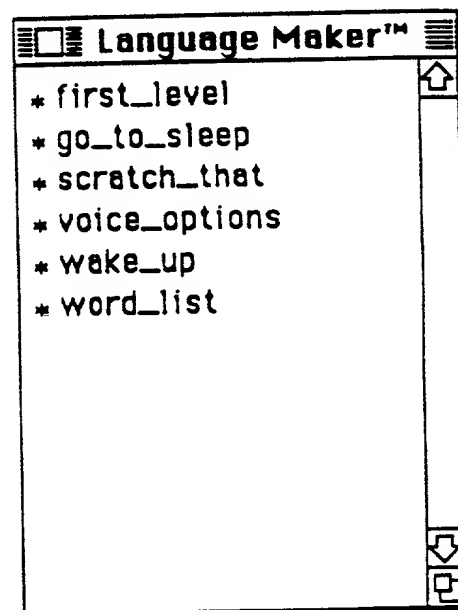 Language Maker™
* first_level
* go_to_sleep
* scratch_that
* voice_options
* wake_up
* word_list